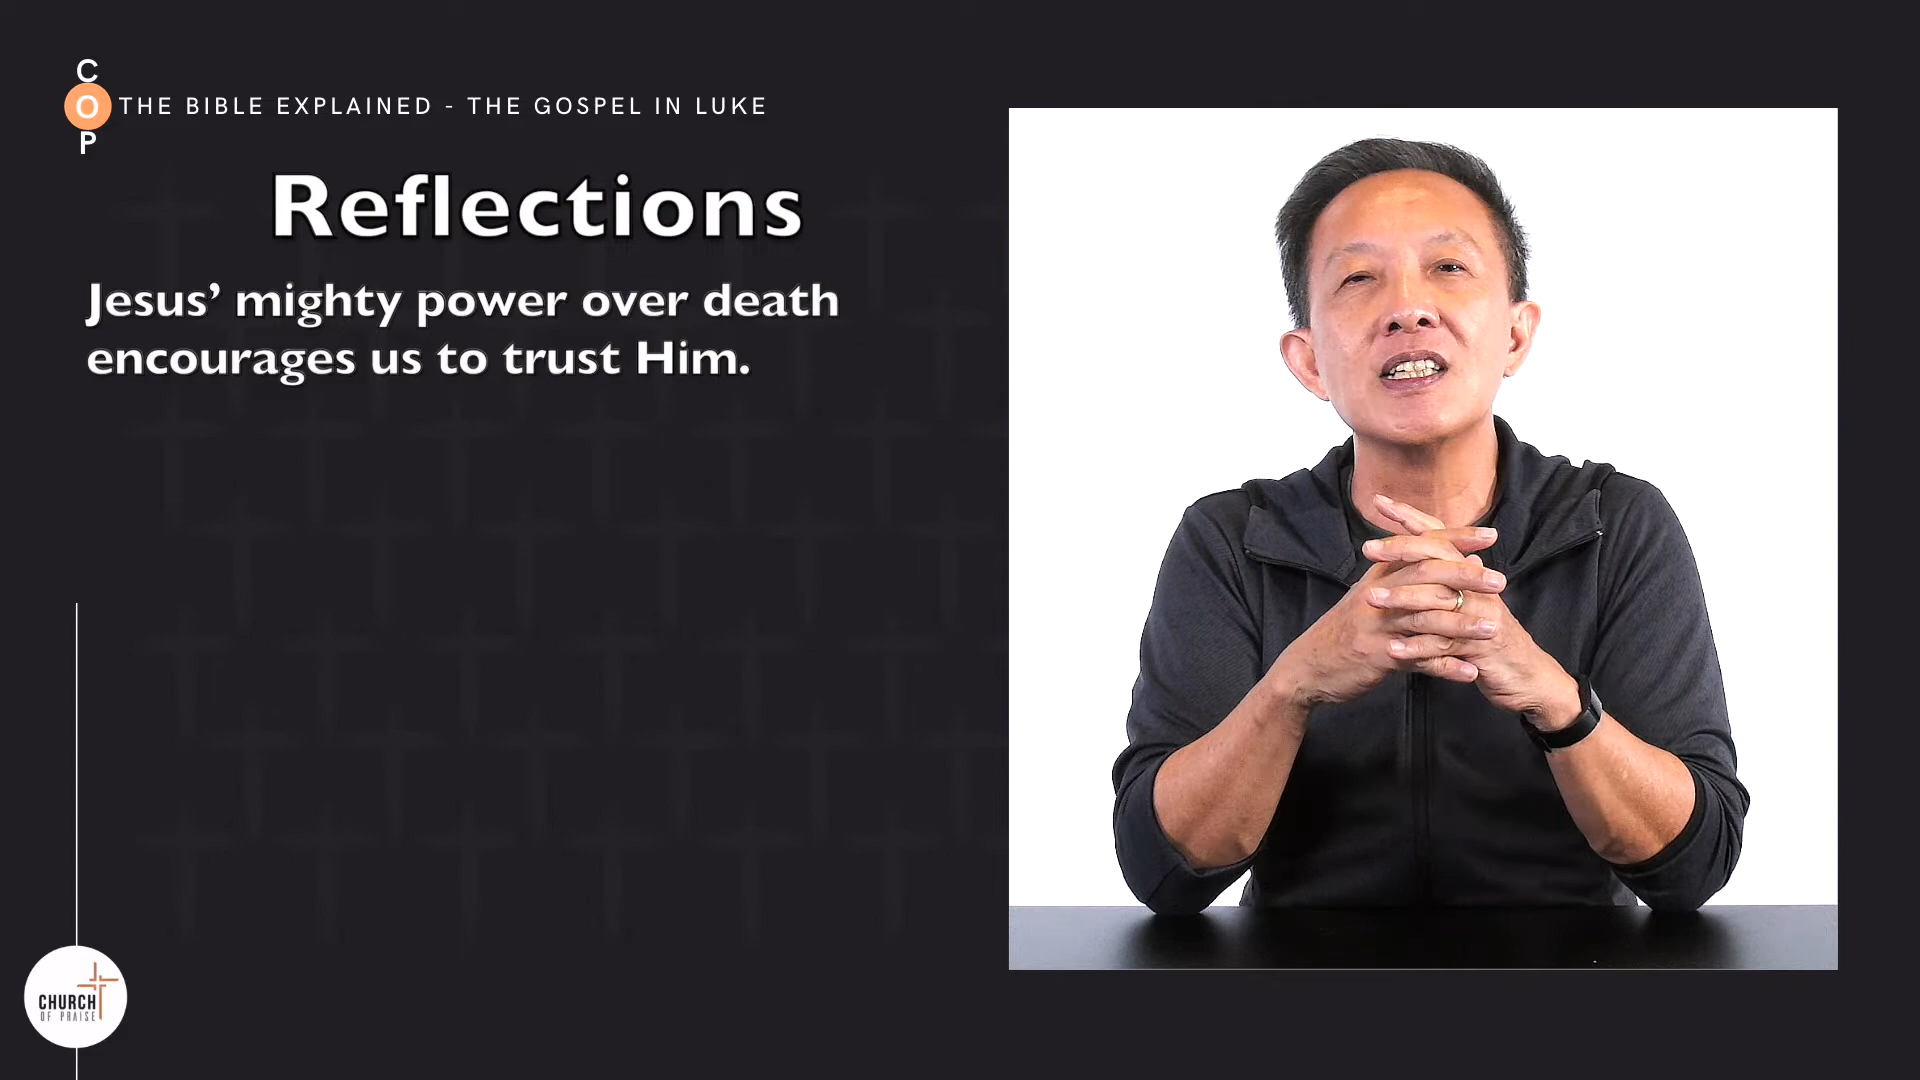 C
O THE BIBLE EXPLAINED - THE GOSPEL IN LUKE
P
Reflections
Jesus’ mighty power over death
encourages us to trust Him.
CHURCH
OF PRAISE